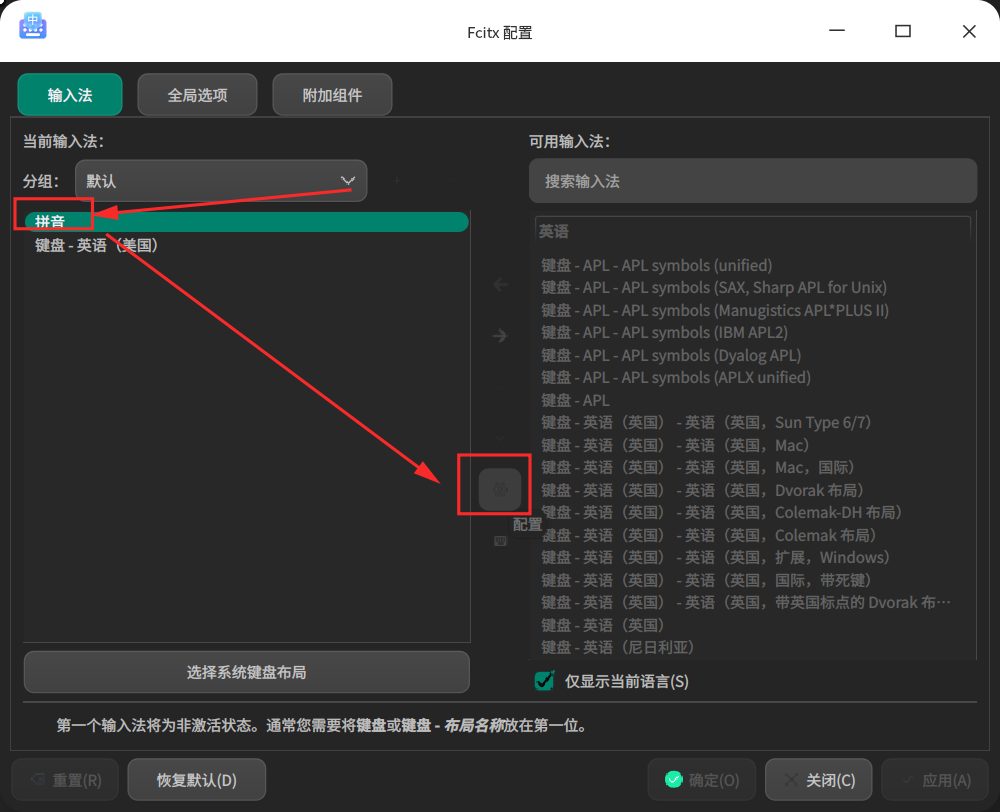 中
Fcitx 配置
输入法
全局选项
附加组件
当前输入法：
可用输入法：
分组：
默认
搜索输入法
拼音
键盘 - 英语（美国）
英语
键盘 - APL - APL symbols (unified)
键盘 - APL - APL symbols (SAX, Sharp APL for Unix)
键盘 - APL - APL symbols (Manugistics APL*PLUS II)
键盘 - APL - APL symbols (IBM APL2)
键盘 - APL - APL symbols (Dyalog APL)
键盘 - APL - APL symbols (APLX unified)
键盘 - APL
键盘 - 英语（英国） - 英语（英国，Sun Type 6/7）
键盘 - 英语（英国） - 英语（英国，Mac）
键盘 - 英语（英国） - 英语（英国，Mac，国际）
键盘 - 英语（英国） - 英语（英国，Dvorak 布局）
键盘 - 英语（英国） - 英语（英国，Colemak-DH 布局）
配置
键盘 - 英语（英国） - 英语（英国，Colemak 布局）
键盘 - 英语（英国） - 英语（英国，扩展，Windows）
键盘 - 英语（英国） - 英语（英国，国际，带死键）
键盘 - 英语（英国） - 英语（英国，带英国标点的 Dvorak 布…
键盘 - 英语（英国）
键盘 - 英语（尼日利亚）
选择系统键盘布局
仅显示当前语言(S)
第一个输入法将为非激活状态。通常您需要将键盘或键盘 - 布局名称放在第一位。
重置(R)
恢复默认(D)
确定(O)
关闭(C)
应用(A)